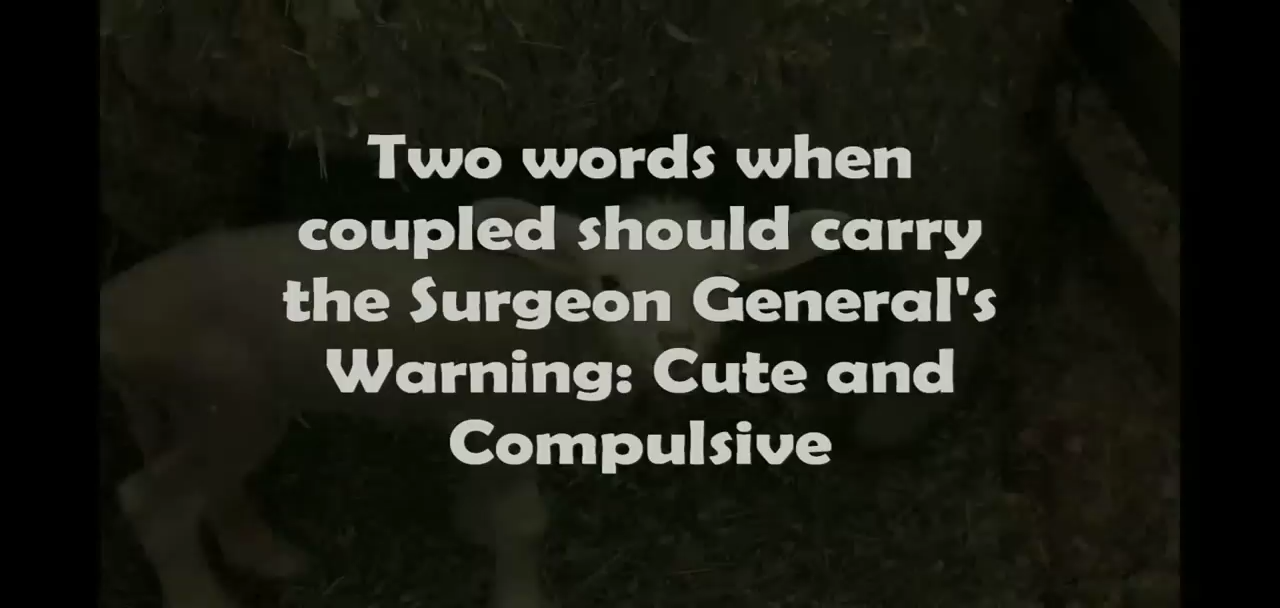 Two words when
coupled should carry
the Surgeon General's
Warning: Cute and
Compulsive